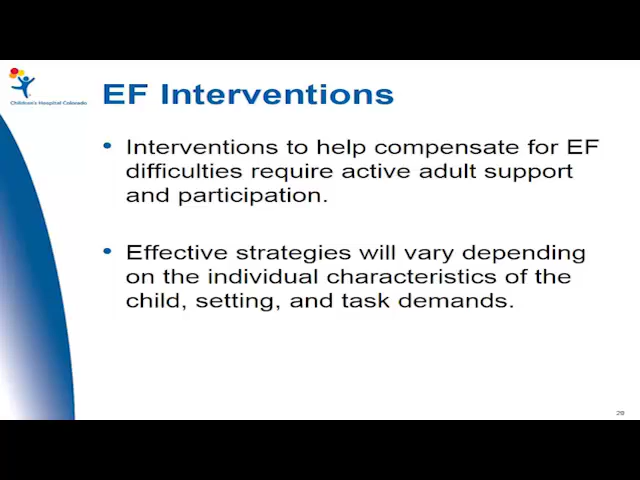 Children's Hospital Colorado
EF Interventions
• Interventions to help compensate for EF
difficulties require active adult support
and participation.
• Effective strategies will vary depending
on the individual characteristics of the
child, setting, and task demands.
29